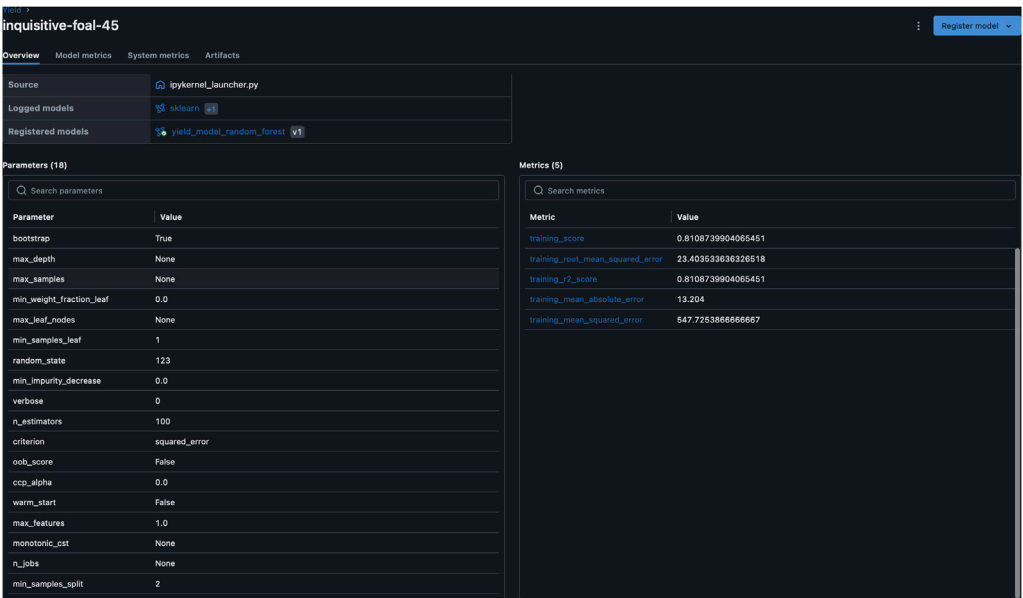 Yield >
inquisitive-foal-45
Register model
Overview Model metrics System metrics Artifacts
Source ipykernel_launcher.py
Logged models sklearn +1
Registered models yield_model_random_forest v1
Parameters (18)
Search parameters
Parameter Value
bootstrap True
max_depth None
max_samples None
min_weight_fraction_leaf 0.0
max_leaf_nodes None
min_samples_leaf 1
random_state 123
min_impurity_decrease 0.0
verbose 0
n_estimators 100
criterion squared_error
oob_score False
ccp_alpha 0.0
warm_start False
max_features 1.0
monotonic_cst None
n_jobs None
min_samples_split 2
Metrics (5)
Search metrics
Metric Value
training_score 0.8108739904065451
training_root_mean_squared_error 23.403533636326518
training_r2_score 0.8108739904065451
training_mean_absolute_error 13.204
training_mean_squared_error 547.7253866666667